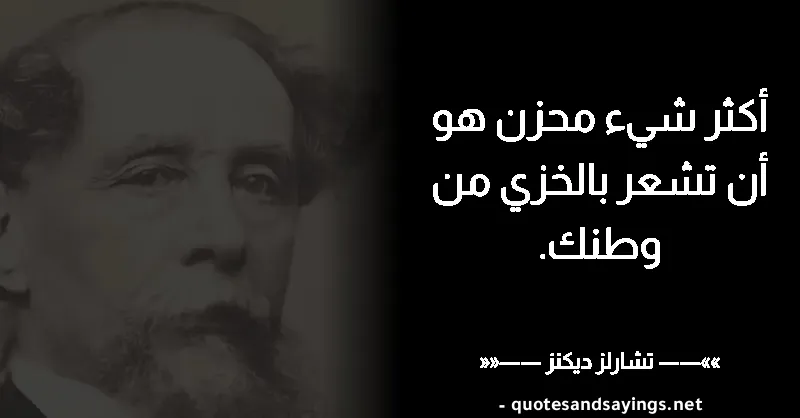 أكثر شيء محزن هو
أن تشعر بالخزي من
وطنك.
»»—— تشارلز ديكنز ——««
- quotesandsayings.net